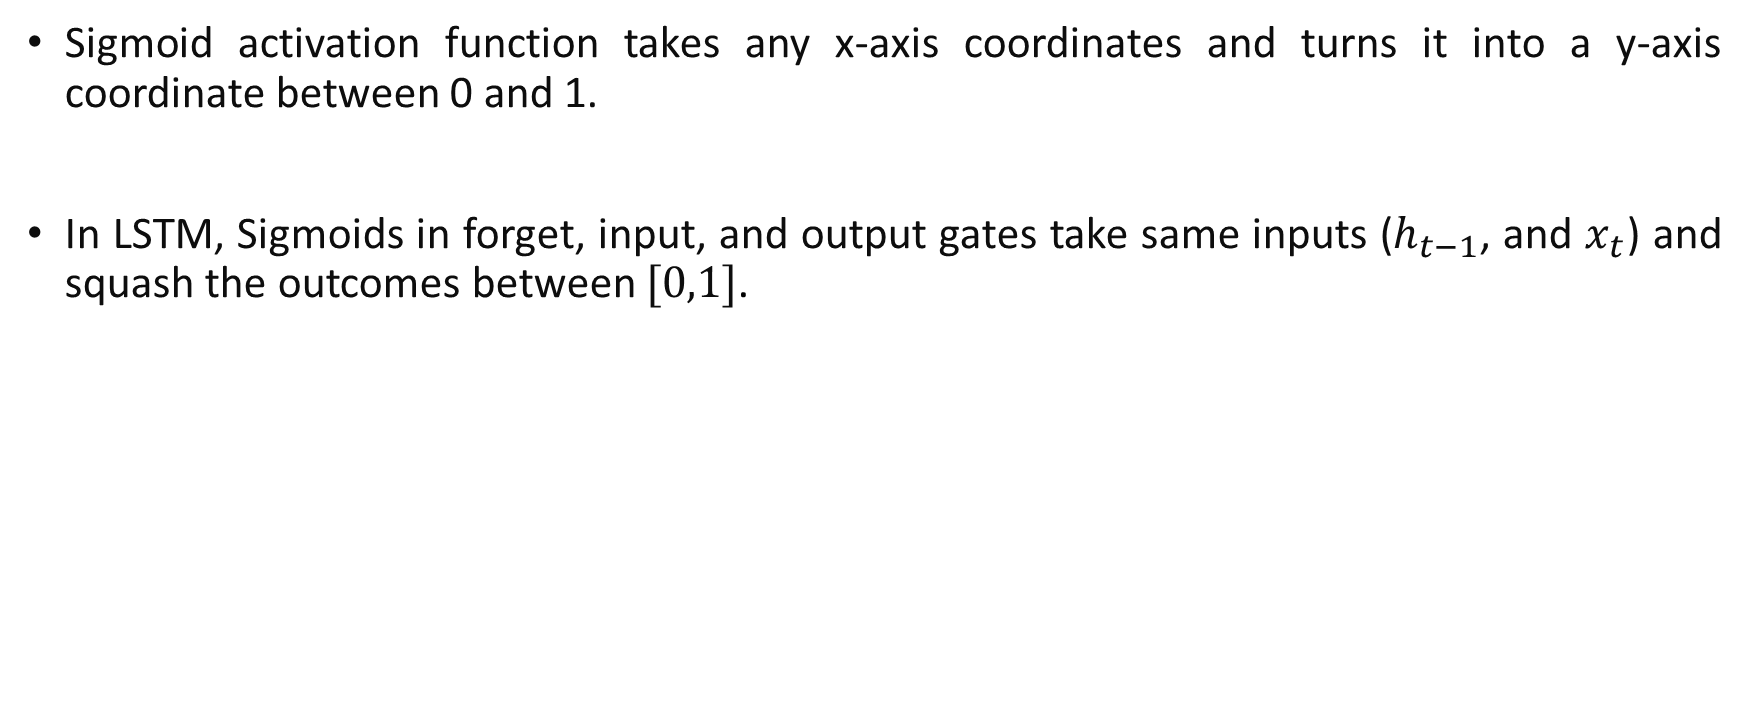 • Sigmoid activation function takes any x-axis coordinates and turns it into a y-axis
coordinate between 0 and 1.
• In LSTM, Sigmoids in forget, input, and output gates take same inputs (ℎ𝑡−1, and 𝑥𝑡) and
squash the outcomes between [0,1].